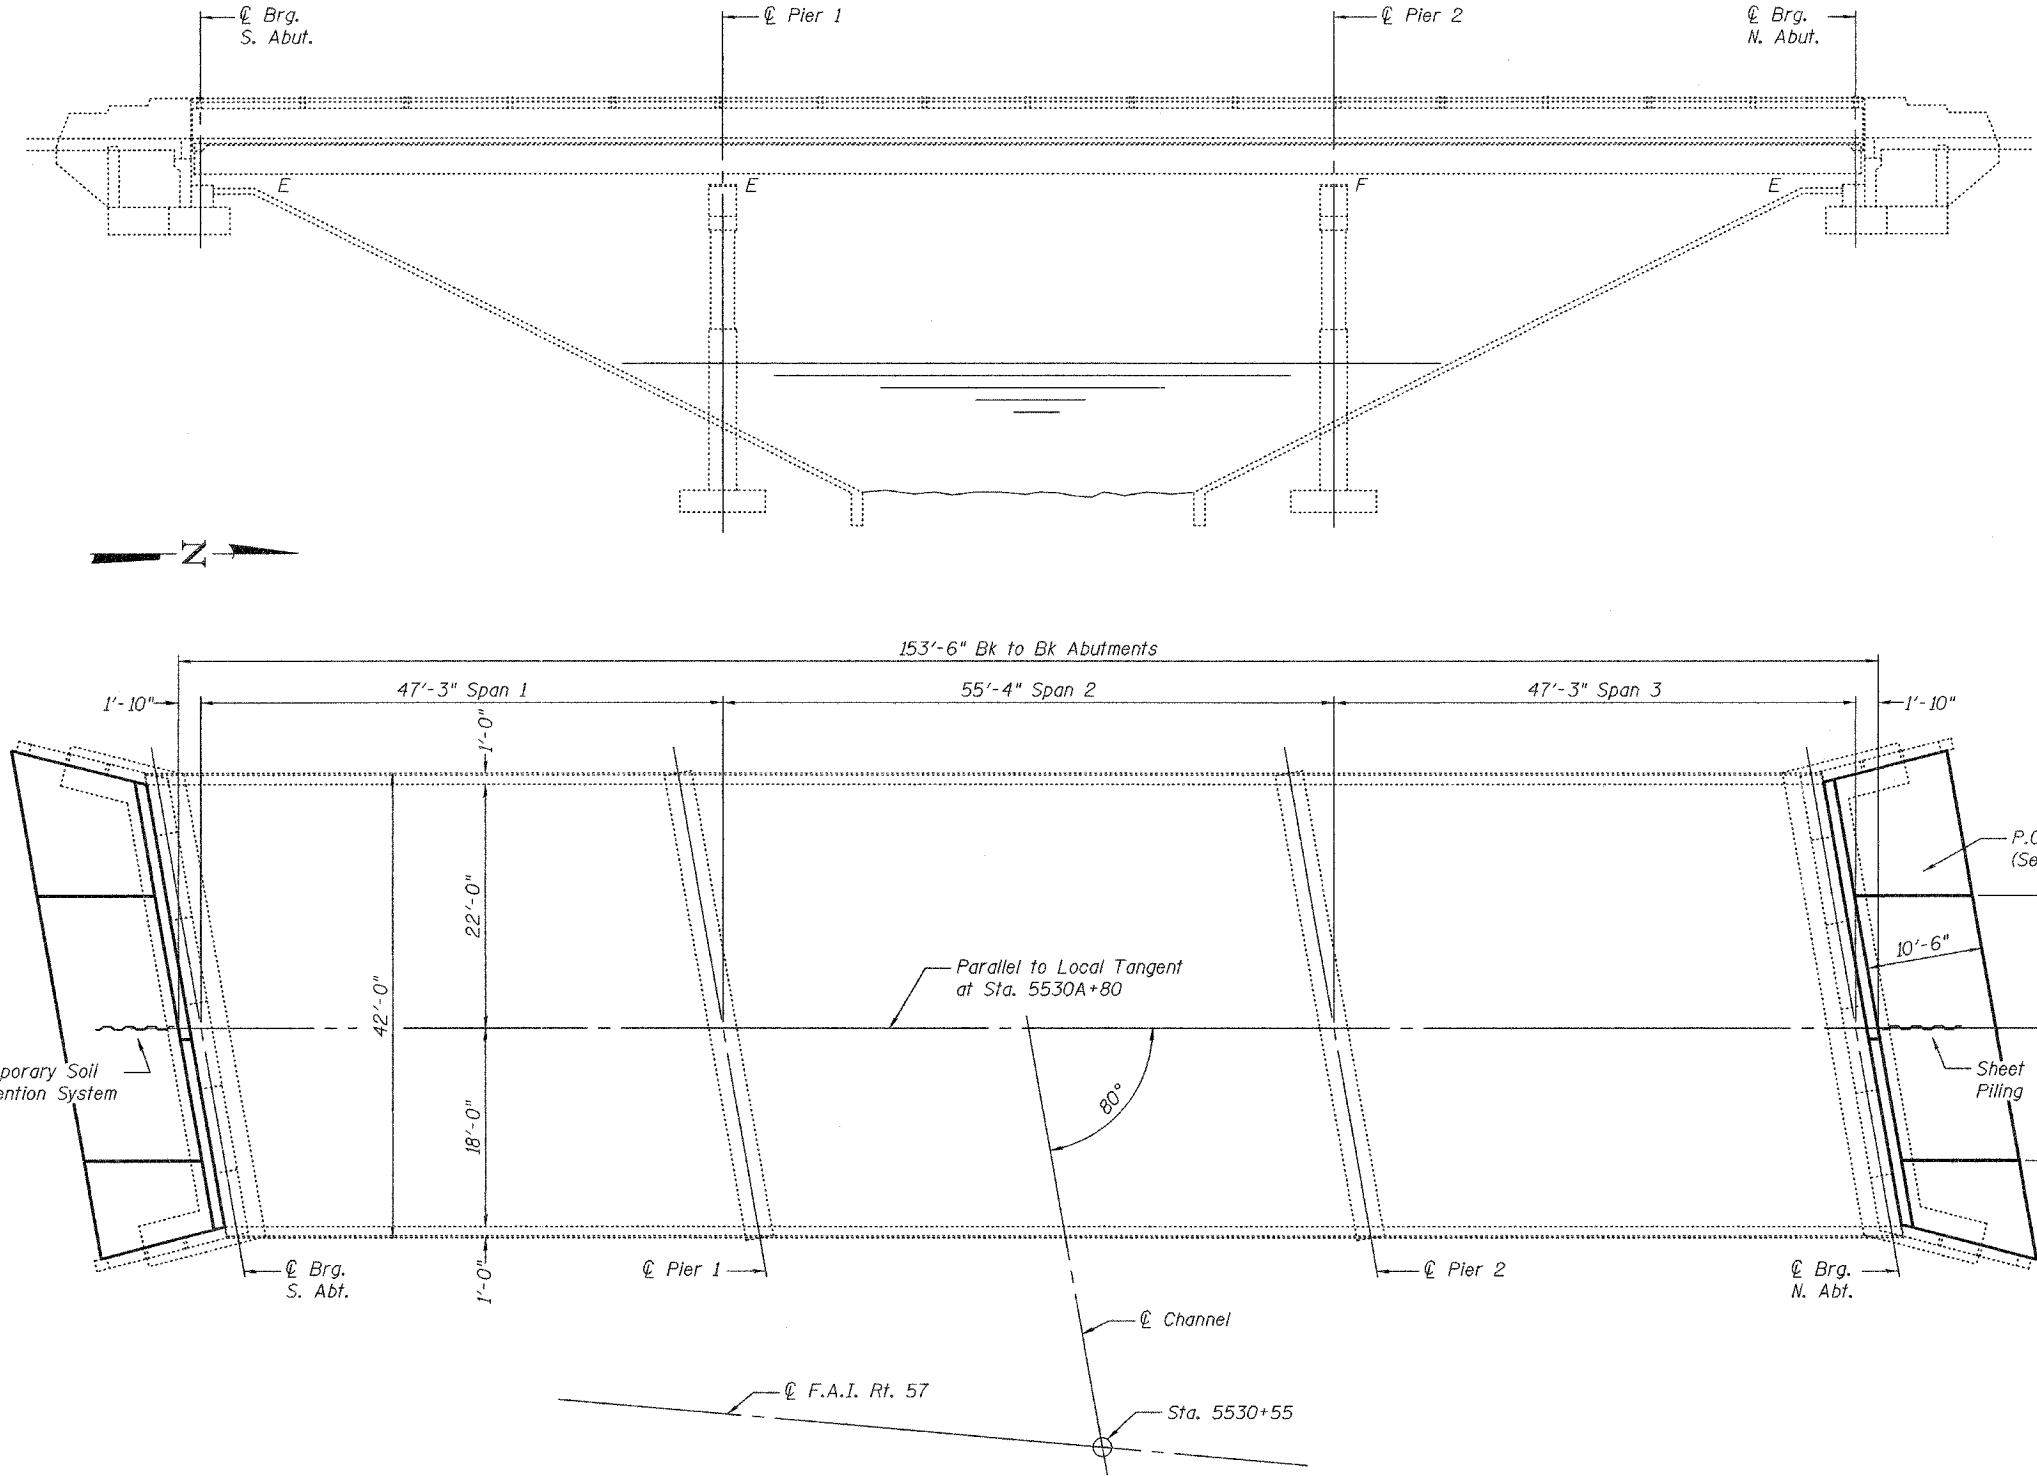 ℄ Brg.
S. Abut.
℄ Pier 1
℄ Pier 2
℄ Brg.
N. Abut.
E
E
F
E
N
153'-6" Bk to Bk Abutments
1'-10"
47'-3" Span 1
55'-4" Span 2
47'-3" Span 3
1'-10"
1'-0"
22'-0"
42'-0"
18'-0"
1'-0"
P.C
(Se
10'-6"
Parallel to Local Tangent
at Sta. 5530A+80
porary Soil
ention System
80°
Sheet
Piling
℄ Brg.
S. Abt.
℄ Pier 1
℄ Pier 2
℄ Brg.
N. Abt.
℄ Channel
℄ F.A.I. Rt. 57
Sta. 5530+55